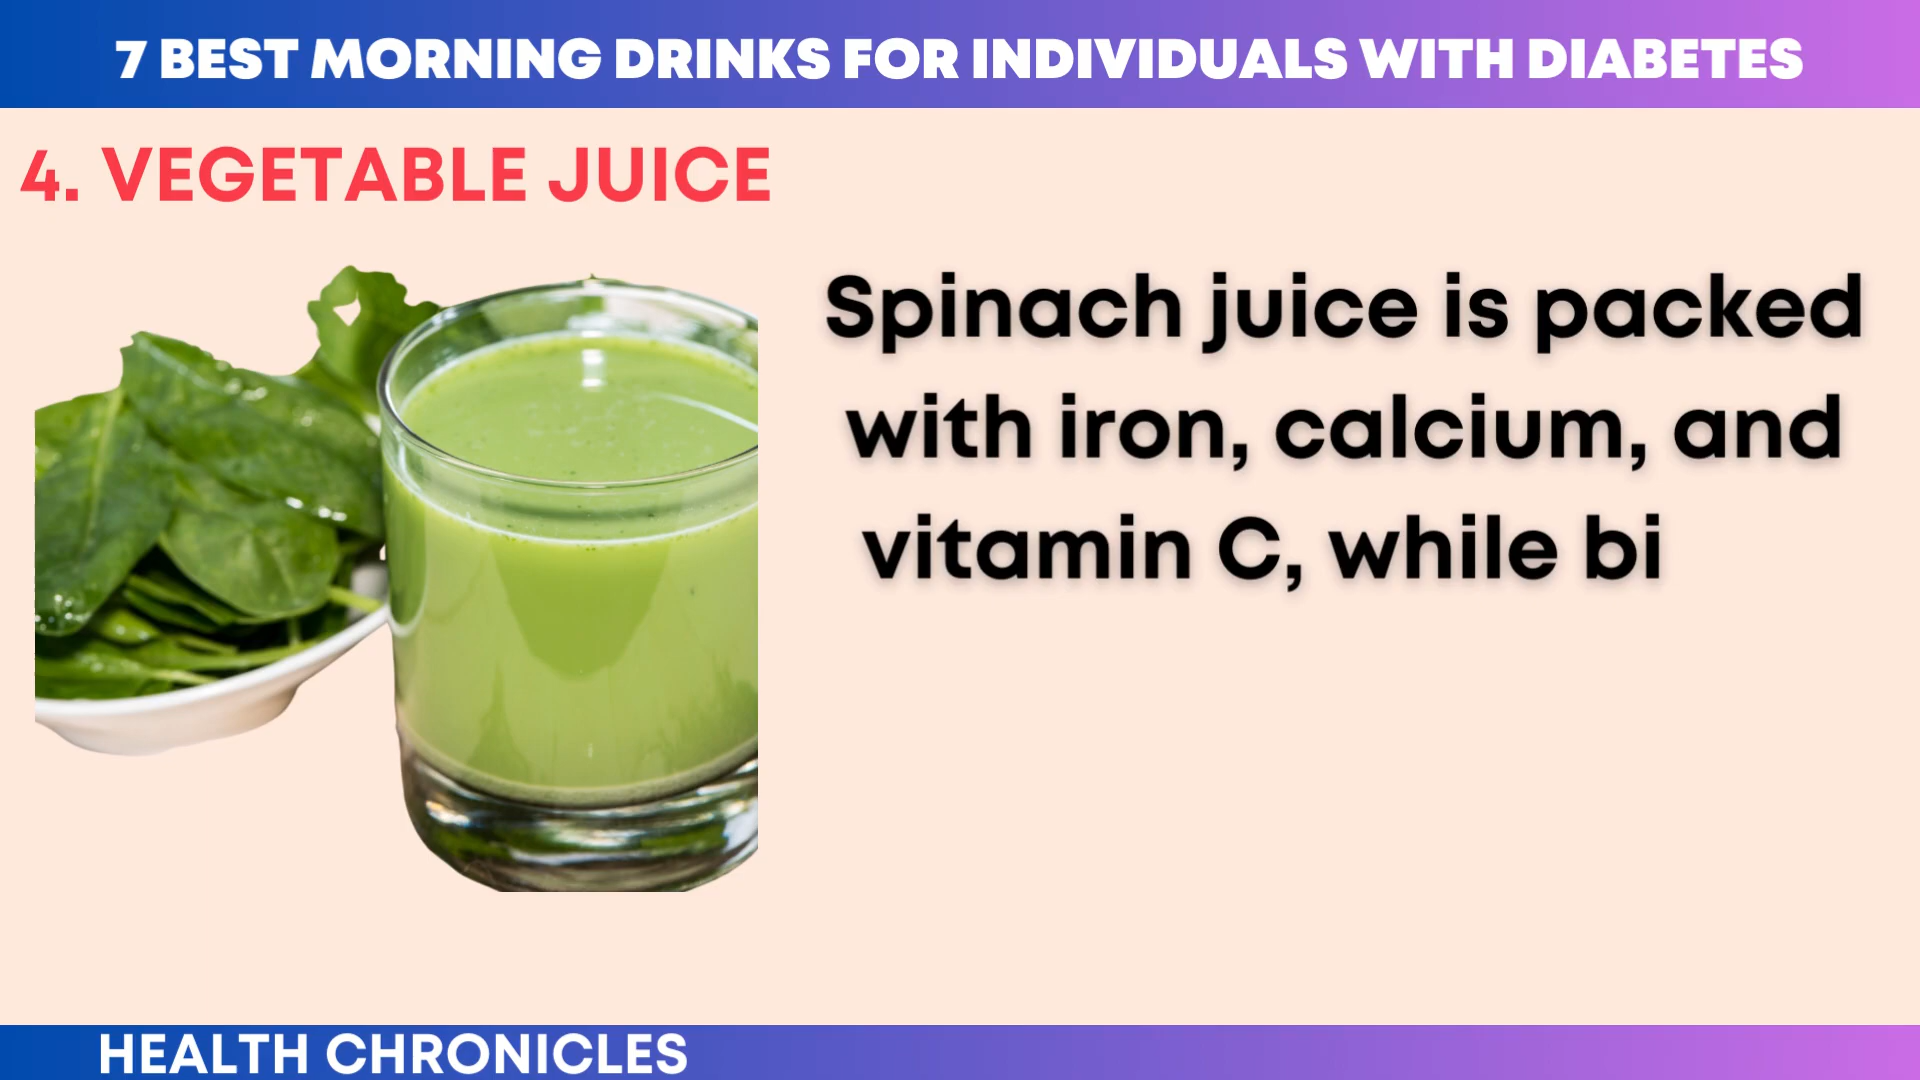 7 BEST MORNING DRINKS FOR INDIVIDUALS WITH DIABETES
4. VEGETABLE JUICE
Spinach juice is packed
with iron, calcium, and
vitamin C, while bi
HEALTH CHRONICLES